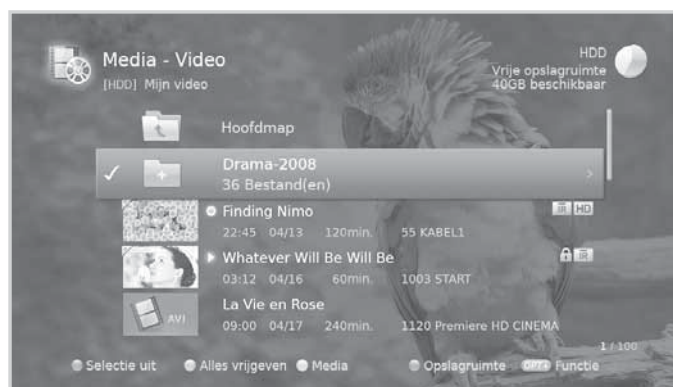 Media - Video
[HDD] Mijn video
HDD
Vrije opslagruimte
40GB beschikbaar
Hoofdmap
Drama-2008
36 Bestand(en)
Finding Nimo
HD
22:45 04/13 120min. 55 KABEL1
Whatever Will Be Will Be
03:12 04/16 60min. 1003 START
AVI
La Vie en Rose
09:00 04/17 240min. 1120 Premiere HD CINEMA
1 / 100
Selectie uit Alles vrijgeven Media Opslagruimte OPT+ Functie